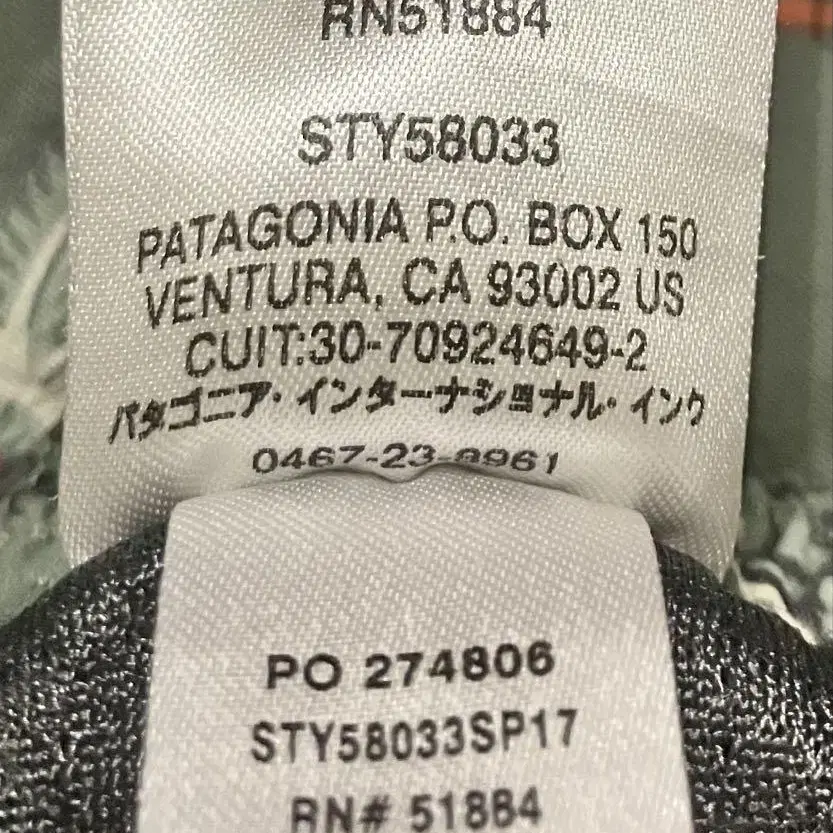 RN51884
STY58033
PATAGONIA P.O. BOX 150
VENTURA, CA 93002 US
CUIT:30-70924649-2
パタゴニア・インターナショナル・インク
0467-23-8961
PO 274806
STY58033SP17
RN# 51884